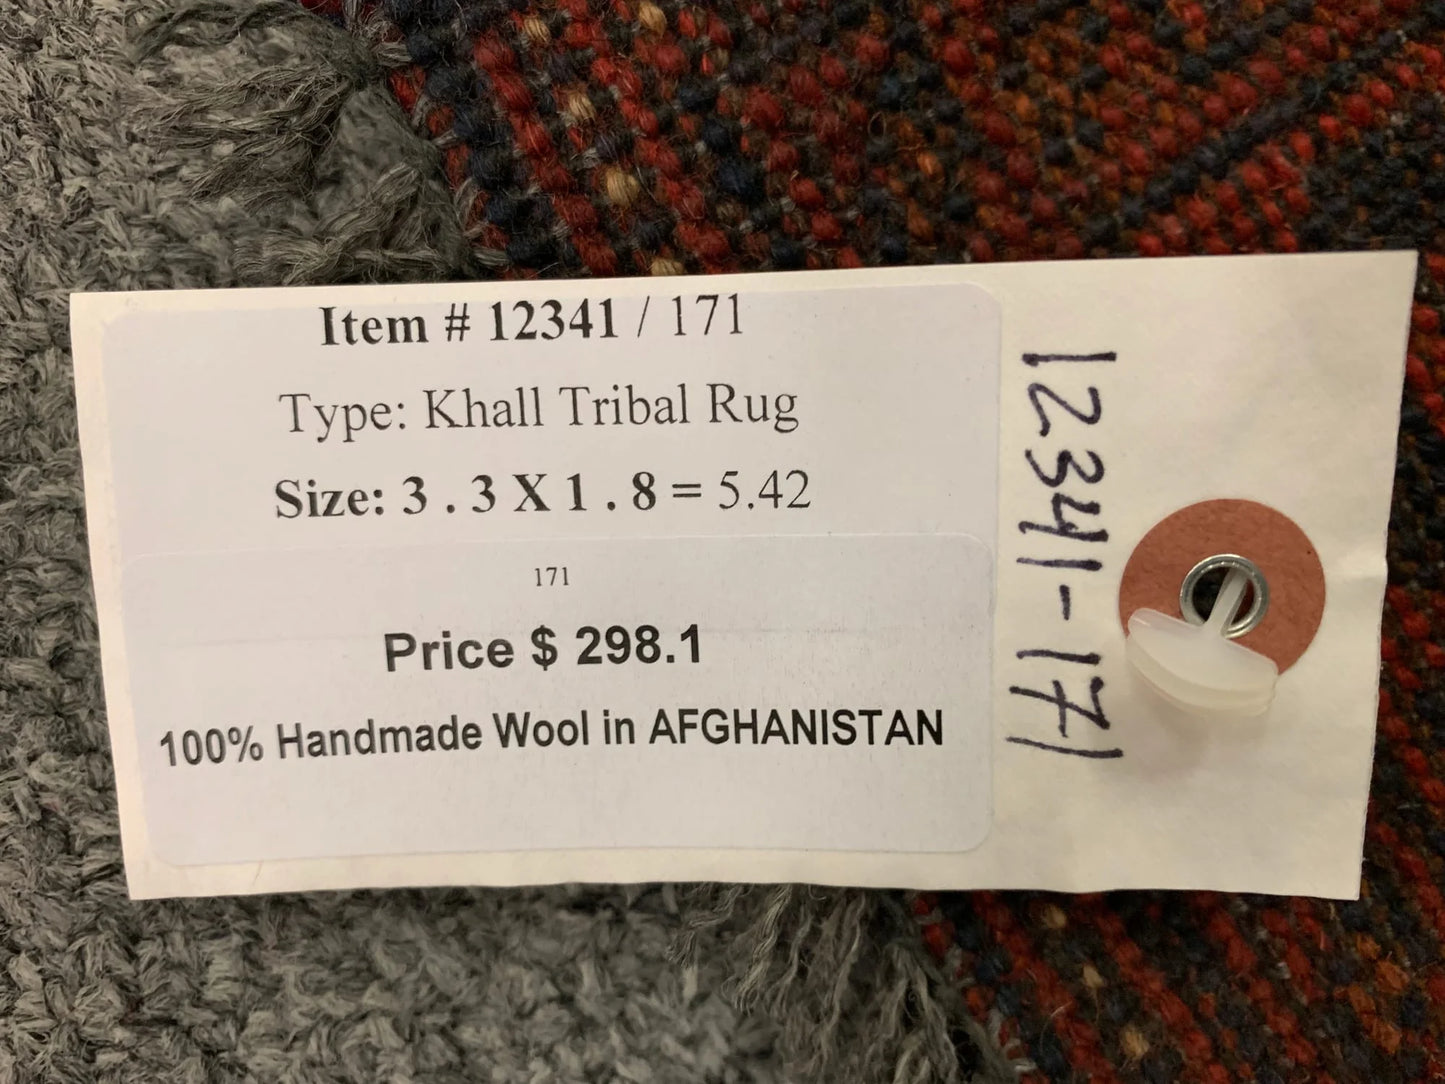 Item # 12341 / 171
Type: Khall Tribal Rug
Size: 3 . 3 X 1 . 8 = 5.42
171
Price $ 298.1
100% Handmade Wool in AFGHANISTAN
12341-171